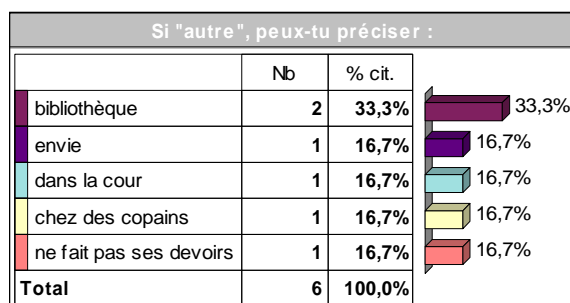 Si "autre", peux-tu préciser :
Nb % cit.
bibliothèque 2 33,3% 33,3%
envie 1 16,7% 16,7%
dans la cour 1 16,7% 16,7%
chez des copains 1 16,7% 16,7%
ne fait pas ses devoirs 1 16,7% 16,7%
Total 6 100,0%